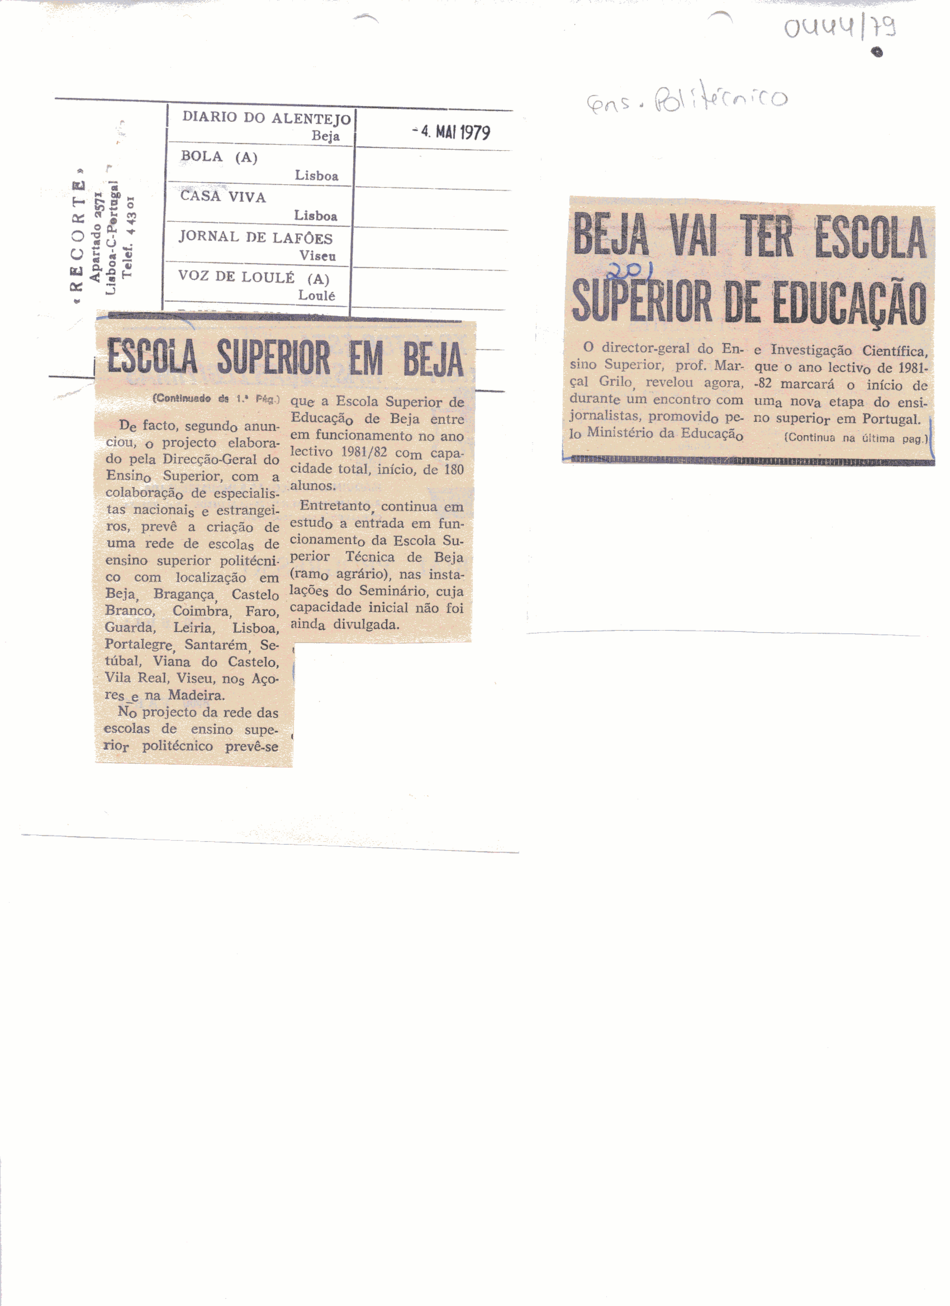 0444/79
Ens. Politécnico
« RECORTE »
Apartado 2571
Lisboa-C-Portugal
Telef. 4 43 01
DIARIO DO ALENTEJO
Beja
-4. MAI 1979
BOLA (A)
Lisboa
CASA VIVA
Lisboa
JORNAL DE LAFÕES
Viseu
VOZ DE LOULÉ (A)
Loulé
BEJA VAI TER ESCOLA
201
SUPERIOR DE EDUCAÇÃO
O director-geral do En-
sino Superior, prof. Mar-
çal Grilo, revelou agora,
durante um encontro com
jornalistas, promovido pe-
lo Ministério da Educação
e Investigação Científica,
que o ano lectivo de 1981-
-82 marcará o início de
uma nova etapa do ensi-
no superior em Portugal.
(Continua na última pag.)
ESCOLA SUPERIOR EM BEJA
(Continuado da 1.ª Pág.)
De facto, segundo anun-
ciou, o projecto elabora-
do pela Direcção-Geral do
Ensino Superior, com a
colaboração de especialis-
tas nacionais e estrangei-
ros, prevê a criação de
uma rede de escolas de
ensino superior politécni-
co com localização em
Beja, Bragança, Castelo
Branco, Coimbra, Faro,
Guarda, Leiria, Lisboa,
Portalegre, Santarém, Se-
túbal, Viana do Castelo,
Vila Real, Viseu, nos Aço-
res e na Madeira.
No projecto da rede das
escolas de ensino supe-
rior politécnico prevê-se
que a Escola Superior de
Educação de Beja entre
em funcionamento no ano
lectivo 1981/82 com capa-
cidade total, início, de 180
alunos.
Entretanto, continua em
estudo a entrada em fun-
cionamento da Escola Su-
perior Técnica de Beja
(ramo agrário), nas insta-
lações do Seminário, cuja
capacidade inicial não foi
ainda divulgada.